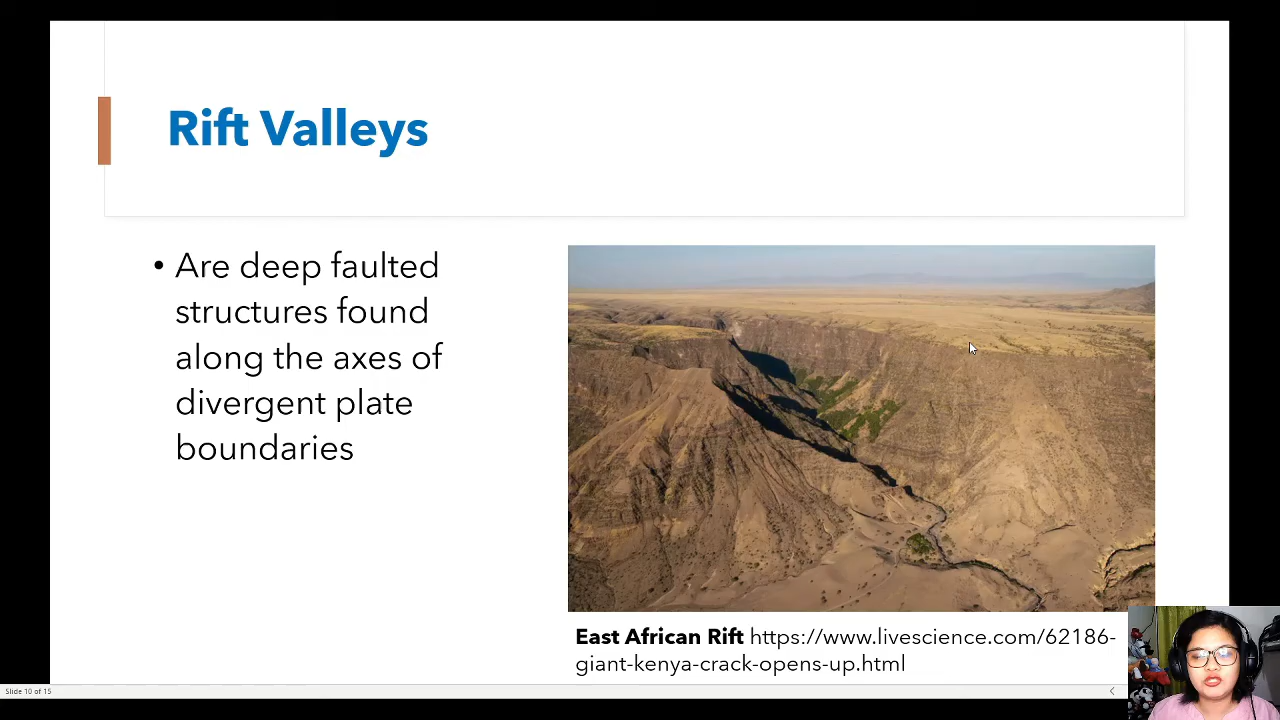 Rift Valleys
• Are deep faulted
structures found
along the axes of
divergent plate
boundaries
East African Rift https://www.livescience.com/62186-
giant-kenya-crack-opens-up.html
Slide 10 of 15